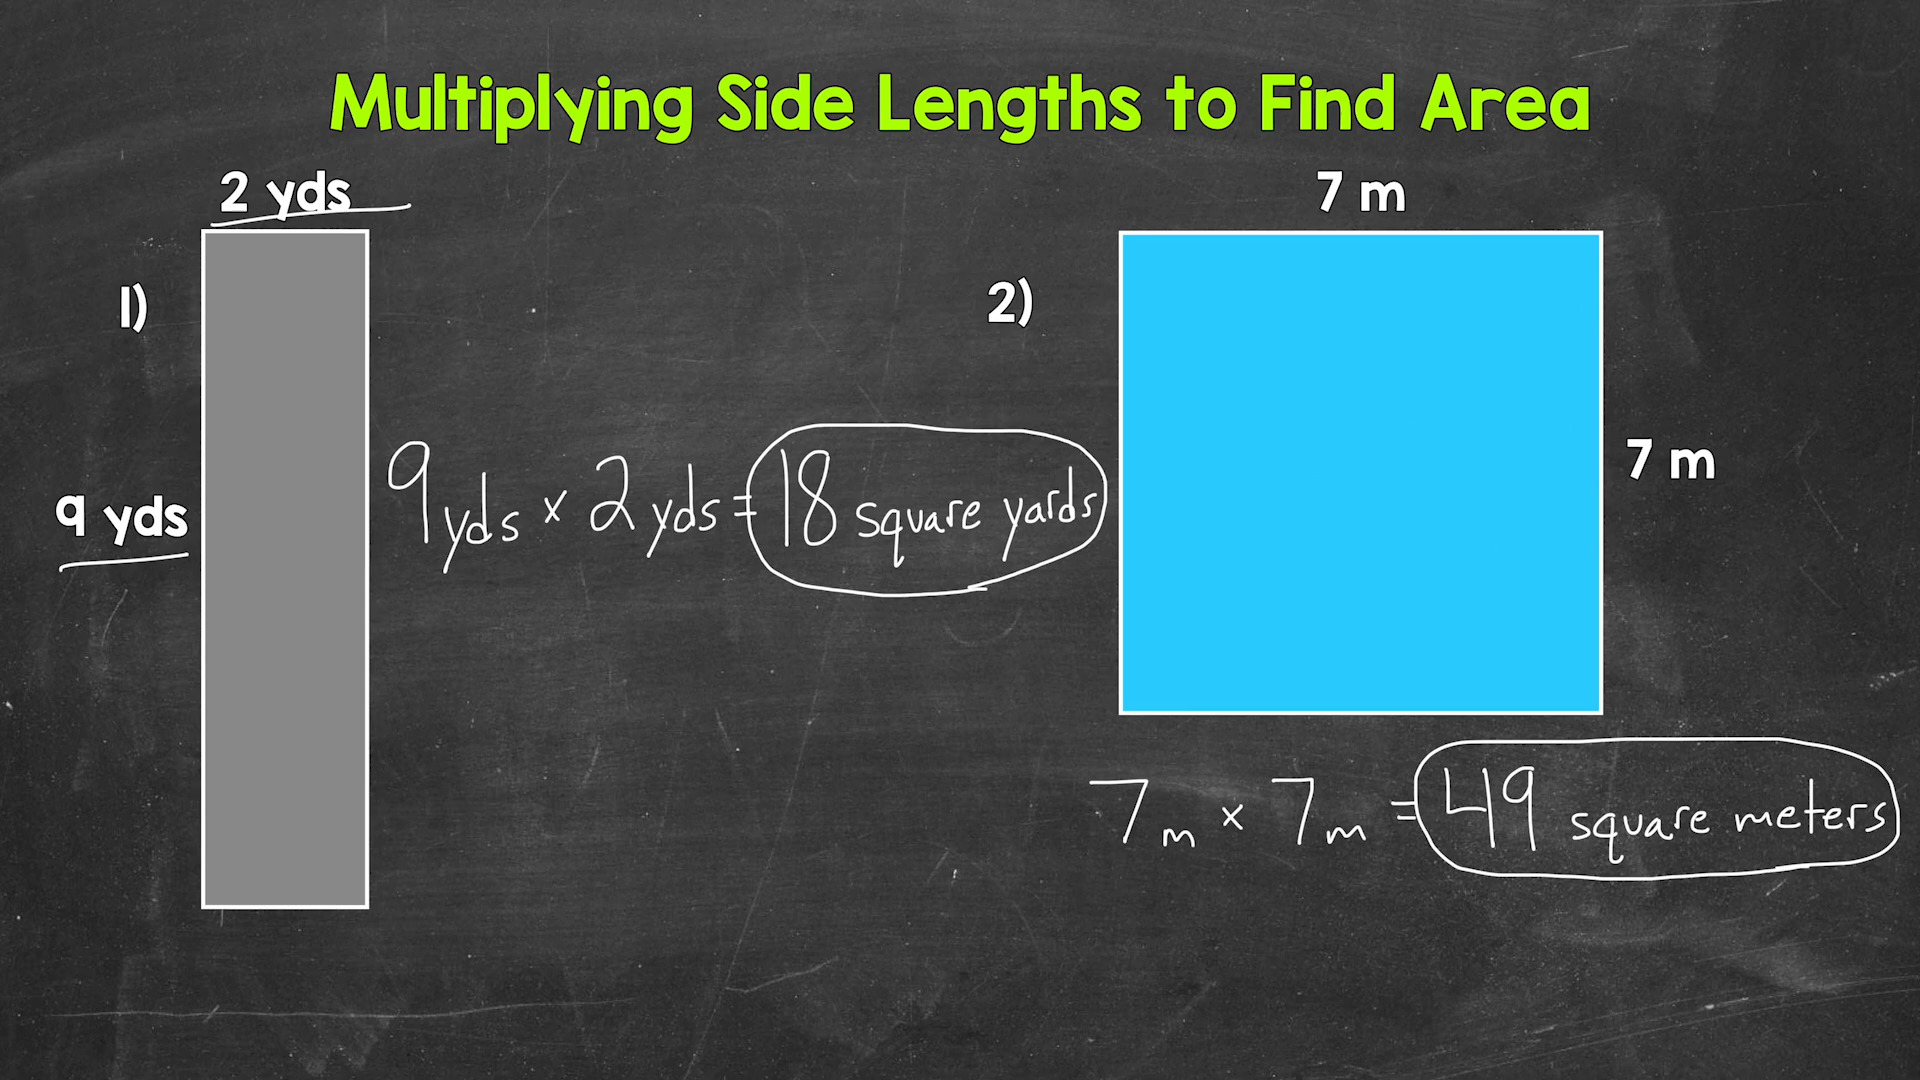 Multiplying Side Lengths to Find Area
2 yds
1)
9 yds
9 yds × 2 yds = 18 square yards
7 m
2)
7 m
7 m × 7 m = 49 square meters